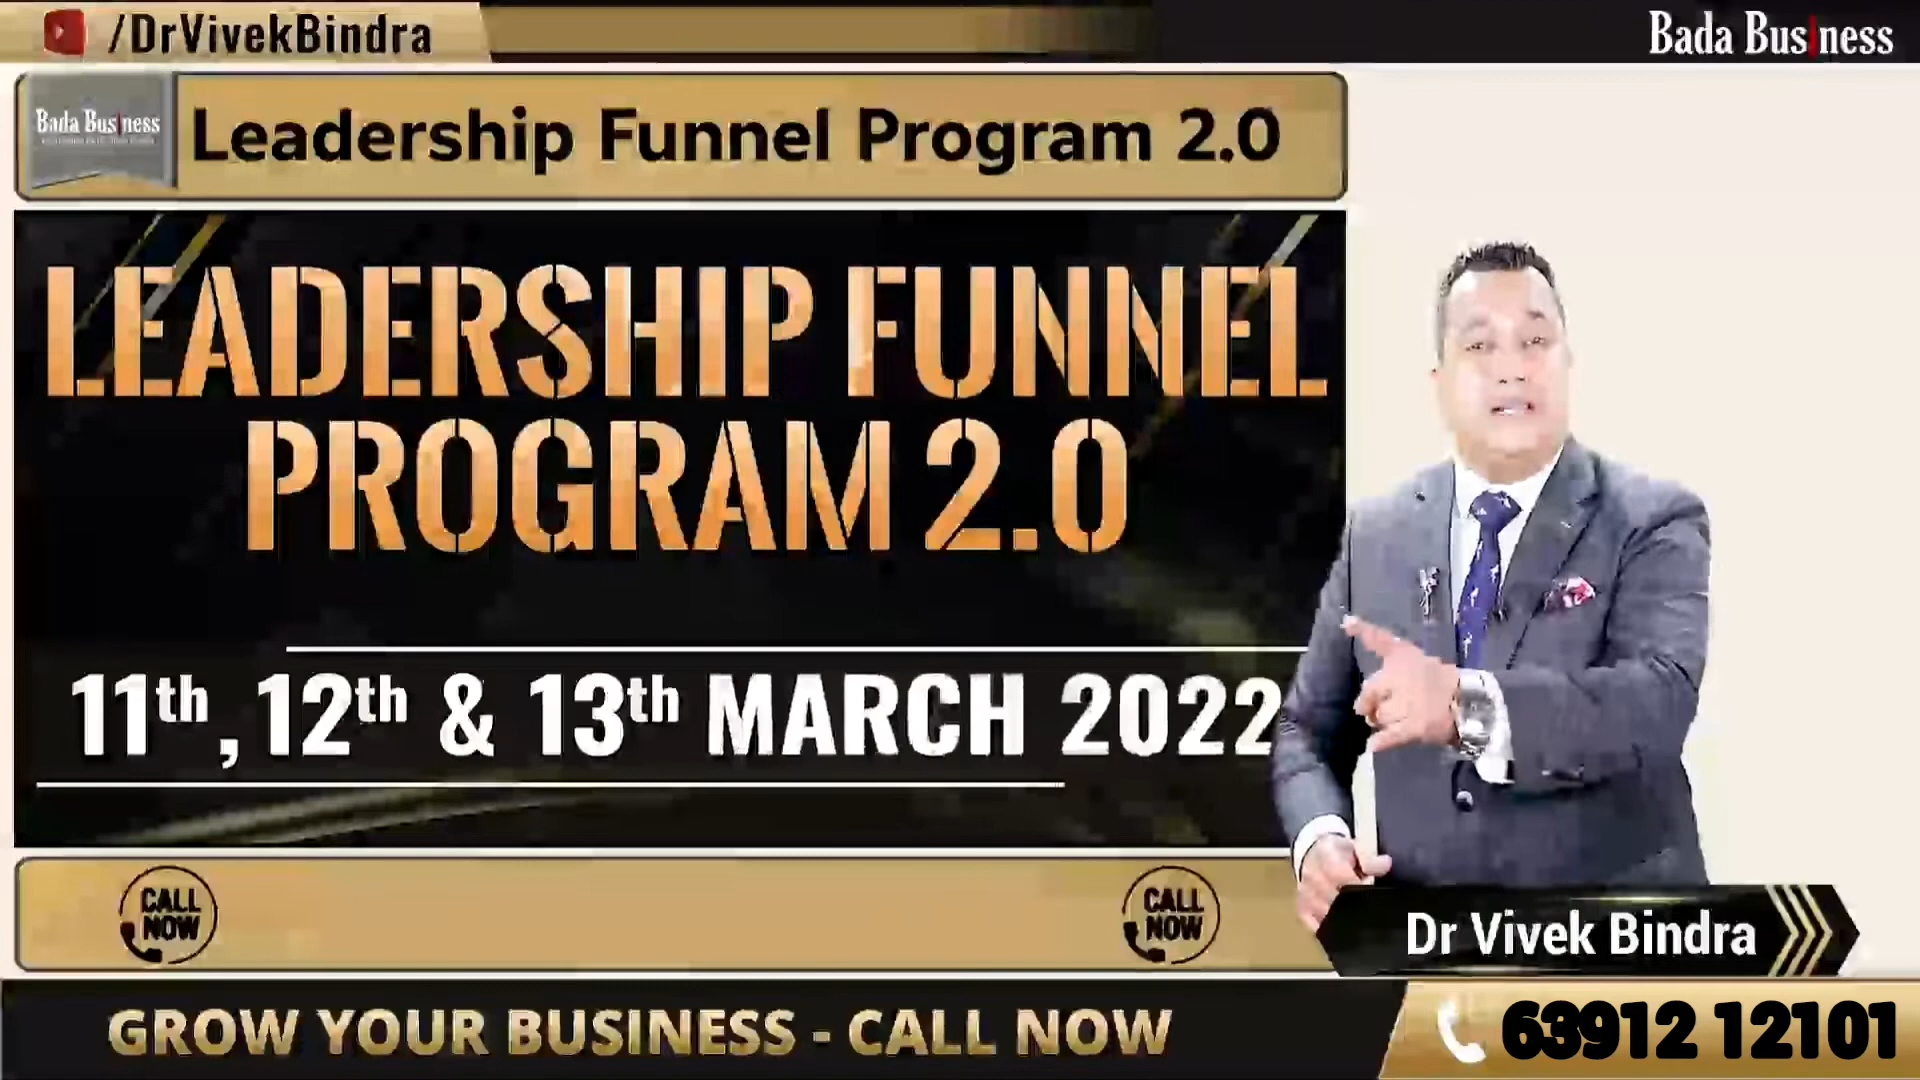 /DrVivekBindra
Bada Business
Bada Business
Leadership Funnel Program 2.0
LEADERSHIP FUNNEL
PROGRAM 2.0
11th, 12th & 13th MARCH 2022
CALL
NOW
CALL
NOW
Dr Vivek Bindra
GROW YOUR BUSINESS - CALL NOW
63912 12101